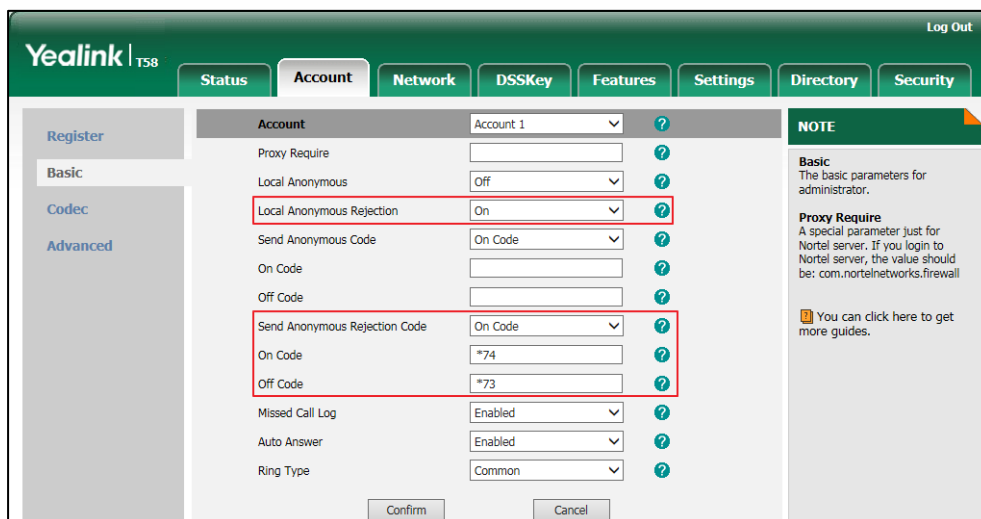 Log Out
Yealink T58
Status Account Network DSSKey Features Settings Directory Security
Register
Basic
Codec
Advanced
Account Account 1
Proxy Require
Local Anonymous Off
Local Anonymous Rejection On
Send Anonymous Code On Code
On Code
Off Code
Send Anonymous Rejection Code On Code
On Code *74
Off Code *73
Missed Call Log Enabled
Auto Answer Enabled
Ring Type Common
Confirm Cancel
NOTE
Basic
The basic parameters for
administrator.
Proxy Require
A special parameter just for
Nortel server. If you login to
Nortel server, the value should
be: com.nortelnetworks.firewall
You can click here to get
more guides.